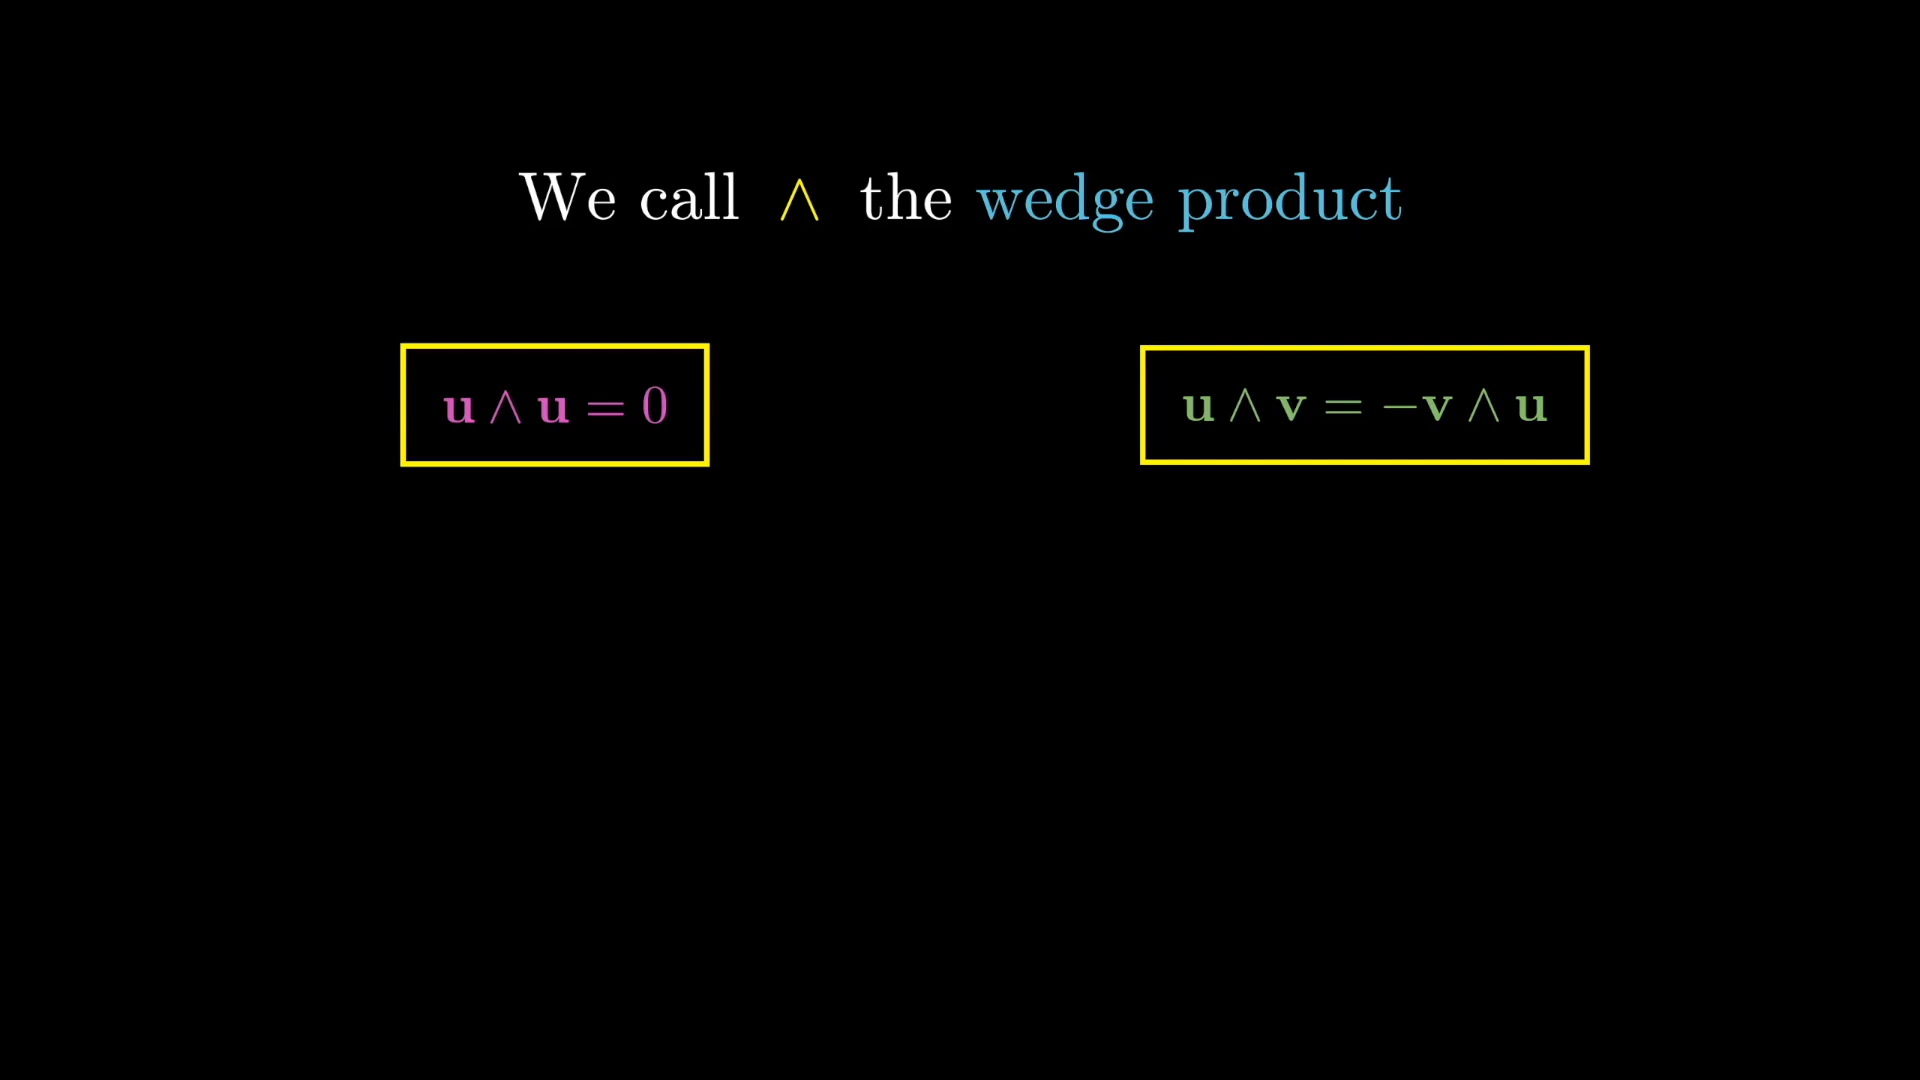 We call ∧ the wedge product
u ∧ u = 0
u ∧ v = −v ∧ u